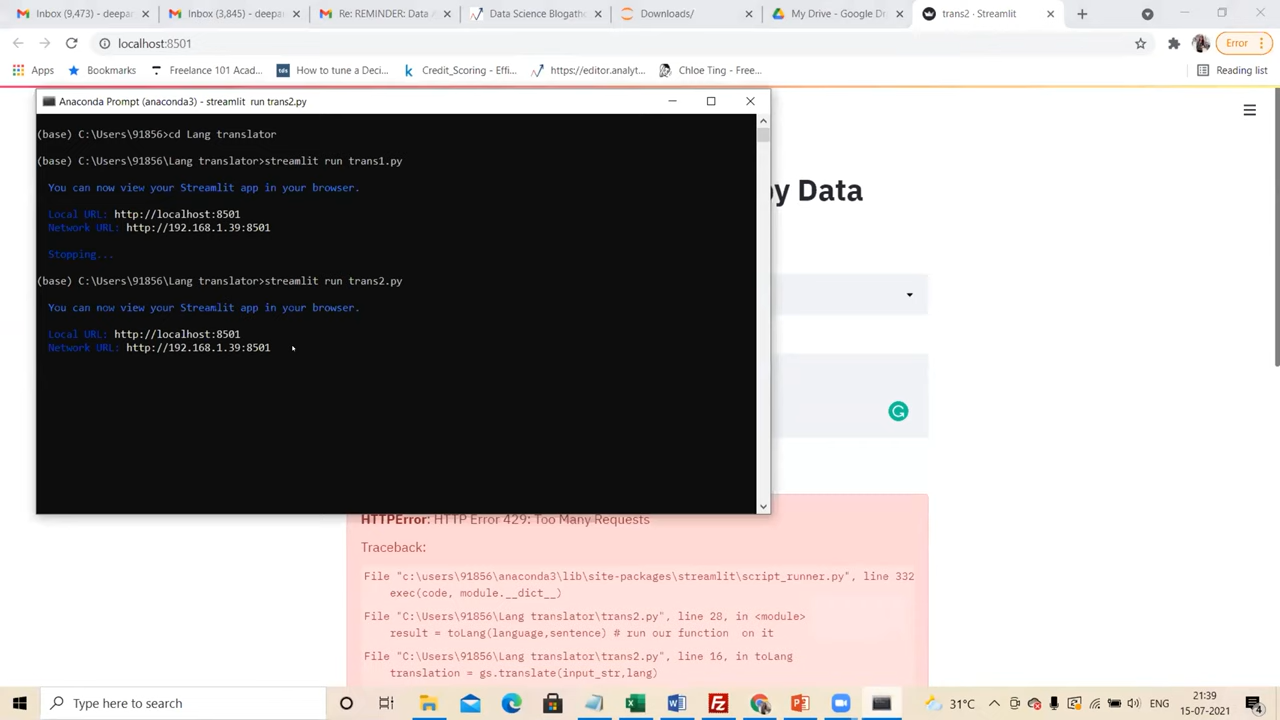 Inbox (9,473) - deepar
Inbox (3,815) - deepar
Re: REMINDER: Data
Data Science Blogath
Downloads/
My Drive - Google Dr
trans2 · Streamlit
localhost:8501
Error
Apps
Bookmarks
Freelance 101 Acad...
tds
How to tune a Deci...
Credit_Scoring - Effi...
https://editor.analyt...
Chloe Ting - Free...
Reading list
Anaconda Prompt (anaconda3) - streamlit run trans2.py
(base) C:\Users\91856>cd Lang translator
(base) C:\Users\91856\Lang translator>streamlit run trans1.py
You can now view your Streamlit app in your browser.
Local URL: http://localhost:8501
Network URL: http://192.168.1.39:8501
Stopping...
(base) C:\Users\91856\Lang translator>streamlit run trans2.py
You can now view your Streamlit app in your browser.
Local URL: http://localhost:8501
Network URL: http://192.168.1.39:8501
by Data
HTTPError: HTTP Error 429: Too Many Requests
Traceback:
File "c:\users\91856\anaconda3\lib\site-packages\streamlit\script_runner.py", line 332
exec(code, module.__dict__)
File "C:\Users\91856\Lang translator\trans2.py", line 28, in <module>
result = toLang(language,sentence) # run our function on it
File "C:\Users\91856\Lang translator\trans2.py", line 16, in toLang
translation = gs.translate(input_str,lang)
Type here to search
31°C
ENG
21:39
15-07-2021
4